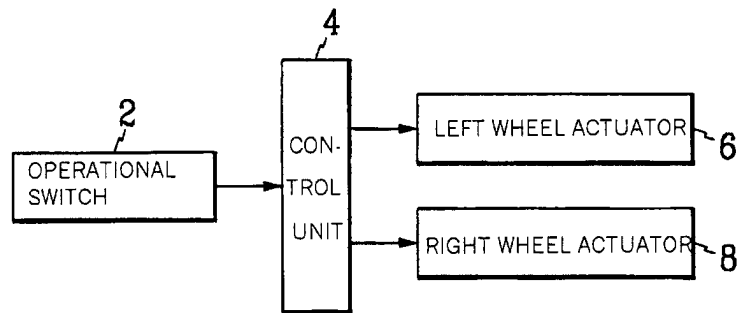 4
2
OPERATIONAL
SWITCH
CON-
TROL
UNIT
LEFT WHEEL ACTUATOR
6
RIGHT WHEEL ACTUATOR
8